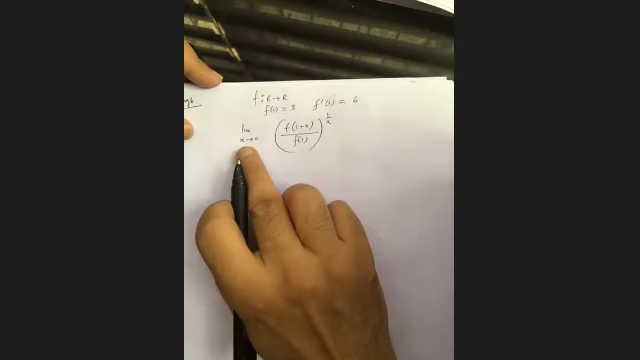 f : R → R
f(1) = 3 f'(1) = 6
lim x→0 (f(1+x)/f(1))^(1/x)